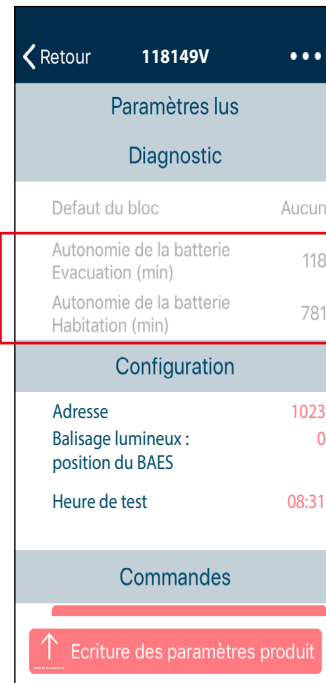 Retour 118149V
Paramètres lus
Diagnostic
Defaut du bloc Aucun
Autonomie de la batterie
Evacuation (min) 118
Autonomie de la batterie
Habitation (min) 781
Configuration
Adresse 1023
Balisage lumineux : 0
position du BAES
Heure de test 08:31
Commandes
Ecriture des paramètres produit